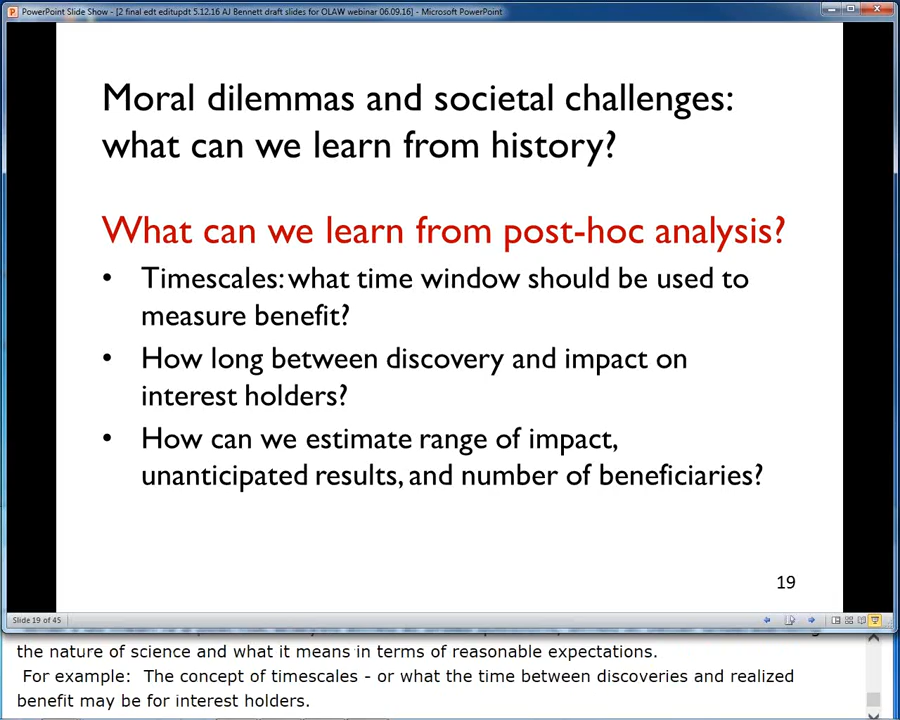 PowerPoint Slide Show - [2 final edt editupdt 5.12.16 AJ Bennett draft slides for OLAW webinar 06.09.16] - Microsoft PowerPoint
Moral dilemmas and societal challenges:
what can we learn from history?
What can we learn from post-hoc analysis?
• Timescales: what time window should be used to
measure benefit?
• How long between discovery and impact on
interest holders?
• How can we estimate range of impact,
unanticipated results, and number of beneficiaries?
19
Slide 19 of 45
the nature of science and what it means in terms of reasonable expectations.
For example: The concept of timescales - or what the time between discoveries and realized
benefit may be for interest holders.